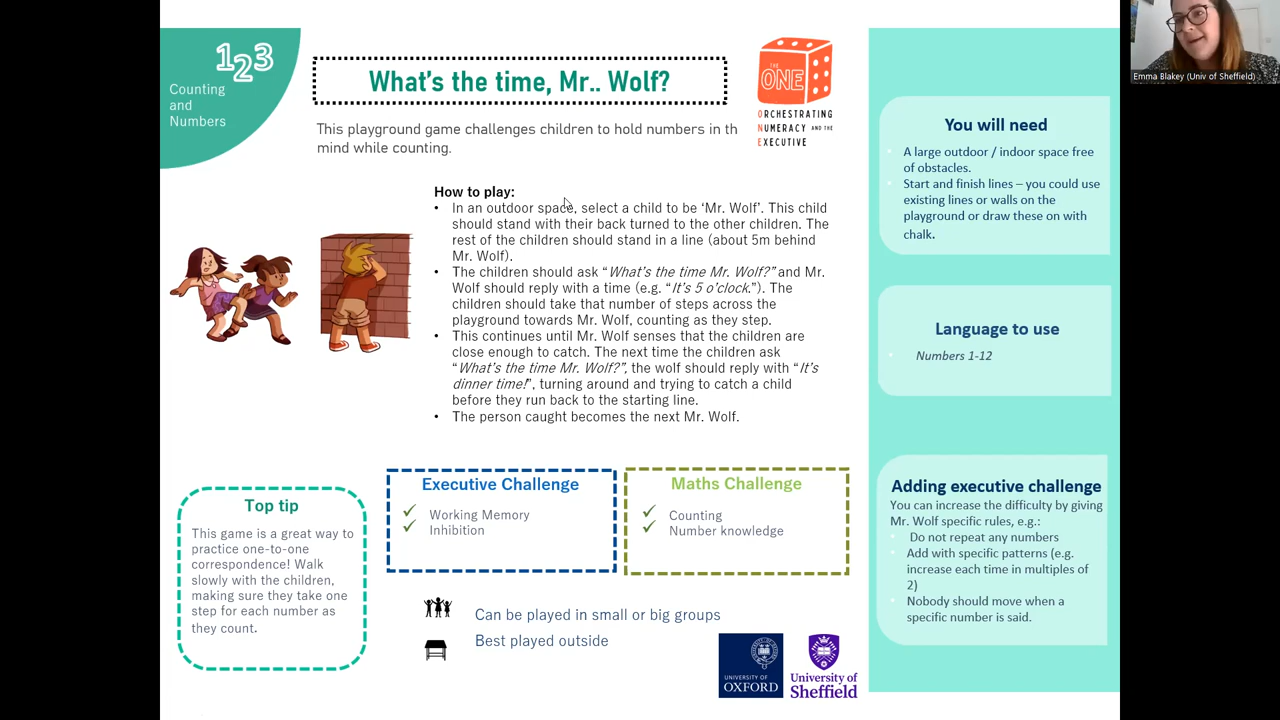 123
Counting
and
Numbers
What's the time, Mr.. Wolf?
This playground game challenges children to hold numbers in th
mind while counting.
THE
ONE
ORCHESTRATING
NUMERACY AND THE
EXECUTIVE
How to play:
• In an outdoor space, select a child to be 'Mr. Wolf'. This child
should stand with their back turned to the other children. The
rest of the children should stand in a line (about 5m behind
Mr. Wolf).
• The children should ask "What's the time Mr. Wolf?" and Mr.
Wolf should reply with a time (e.g. "It's 5 o'clock."). The
children should take that number of steps across the
playground towards Mr. Wolf, counting as they step.
• This continues until Mr. Wolf senses that the children are
close enough to catch. The next time the children ask
"What's the time Mr. Wolf?", the wolf should reply with "It's
dinner time!", turning around and trying to catch a child
before they run back to the starting line.
• The person caught becomes the next Mr. Wolf.
Top tip
This game is a great way to
practice one-to-one
correspondence! Walk
slowly with the children,
making sure they take one
step for each number as
they count.
Executive Challenge
✓ Working Memory
✓ Inhibition
Maths Challenge
✓ Counting
✓ Number knowledge
Can be played in small or big groups
Best played outside
UNIVERSITY OF
OXFORD
University of
Sheffield
You will need
• A large outdoor / indoor space free
of obstacles.
• Start and finish lines – you could use
existing lines or walls on the
playground or draw these on with
chalk.
Language to use
• Numbers 1-12
Adding executive challenge
You can increase the difficulty by giving
Mr. Wolf specific rules, e.g.:
• Do not repeat any numbers
• Add with specific patterns (e.g.
increase each time in multiples of
2)
• Nobody should move when a
specific number is said.
Emma Blakey (Univ of Sheffield)